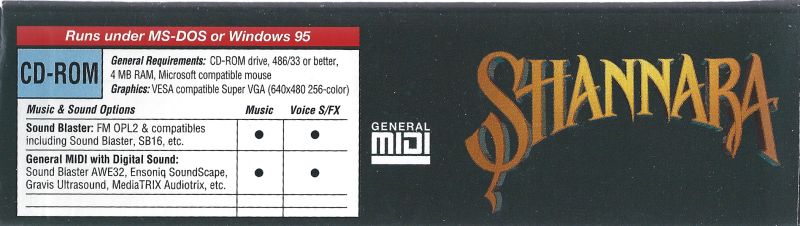 Runs under MS-DOS or Windows 95
CD-ROM
General Requirements: CD-ROM drive, 486/33 or better,
4 MB RAM, Microsoft compatible mouse
Graphics: VESA compatible Super VGA (640x480 256-color)
Music & Sound Options Music Voice S/FX
Sound Blaster: FM OPL2 & compatibles
including Sound Blaster, SB16, etc.
General MIDI with Digital Sound:
Sound Blaster AWE32, Ensoniq SoundScape,
Gravis Ultrasound, MediaTRIX Audiotrix, etc.
GENERAL
MIDI
SHANNARA